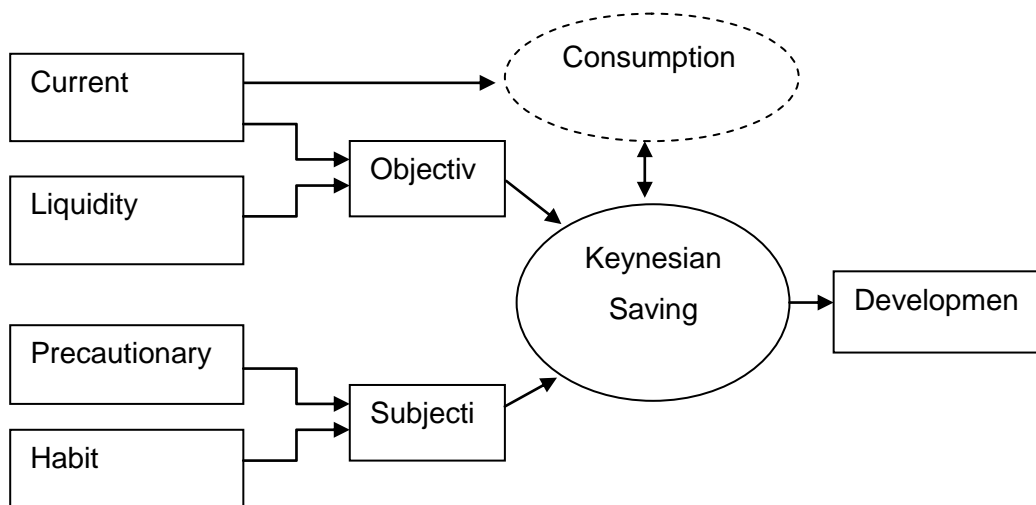 Current
Consumption
Objectiv
Liquidity
Keynesian
Saving
Developmen
Precautionary
Subjecti
Habit